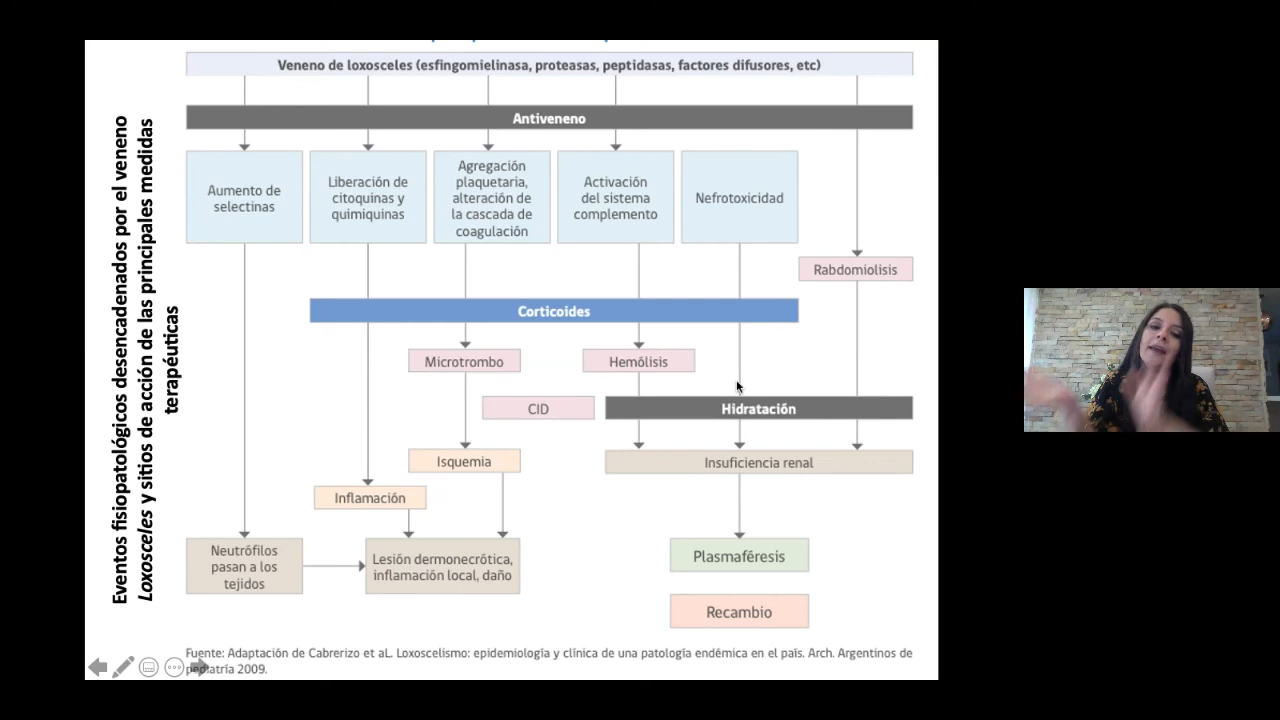 Eventos fisiopatológicos desencadenados por el veneno
Loxosceles y sitios de acción de las principales medidas
terapéuticas
Veneno de loxosceles (esfingomielinasa, proteasas, peptidasas, factores difusores, etc)
Antiveneno
Aumento de
selectinas
Liberación de
citoquinas y
quimiquinas
Agregación
plaquetaria,
alteración de
la cascada de
coagulación
Activación
del sistema
complemento
Nefrotoxicidad
Rabdomiolisis
Corticoides
Microtrombo
Hemólisis
CID
Hidratación
Isquemia
Insuficiencia renal
Inflamación
Neutrófilos
pasan a los
tejidos
Lesión dermonecrótica,
inflamación local, daño
Plasmaféresis
Recambio
Fuente: Adaptación de Cabrerizo et aL. Loxoscelismo: epidemiología y clínica de una patología endémica en el país. Arch. Argentinos de
pediatría 2009.